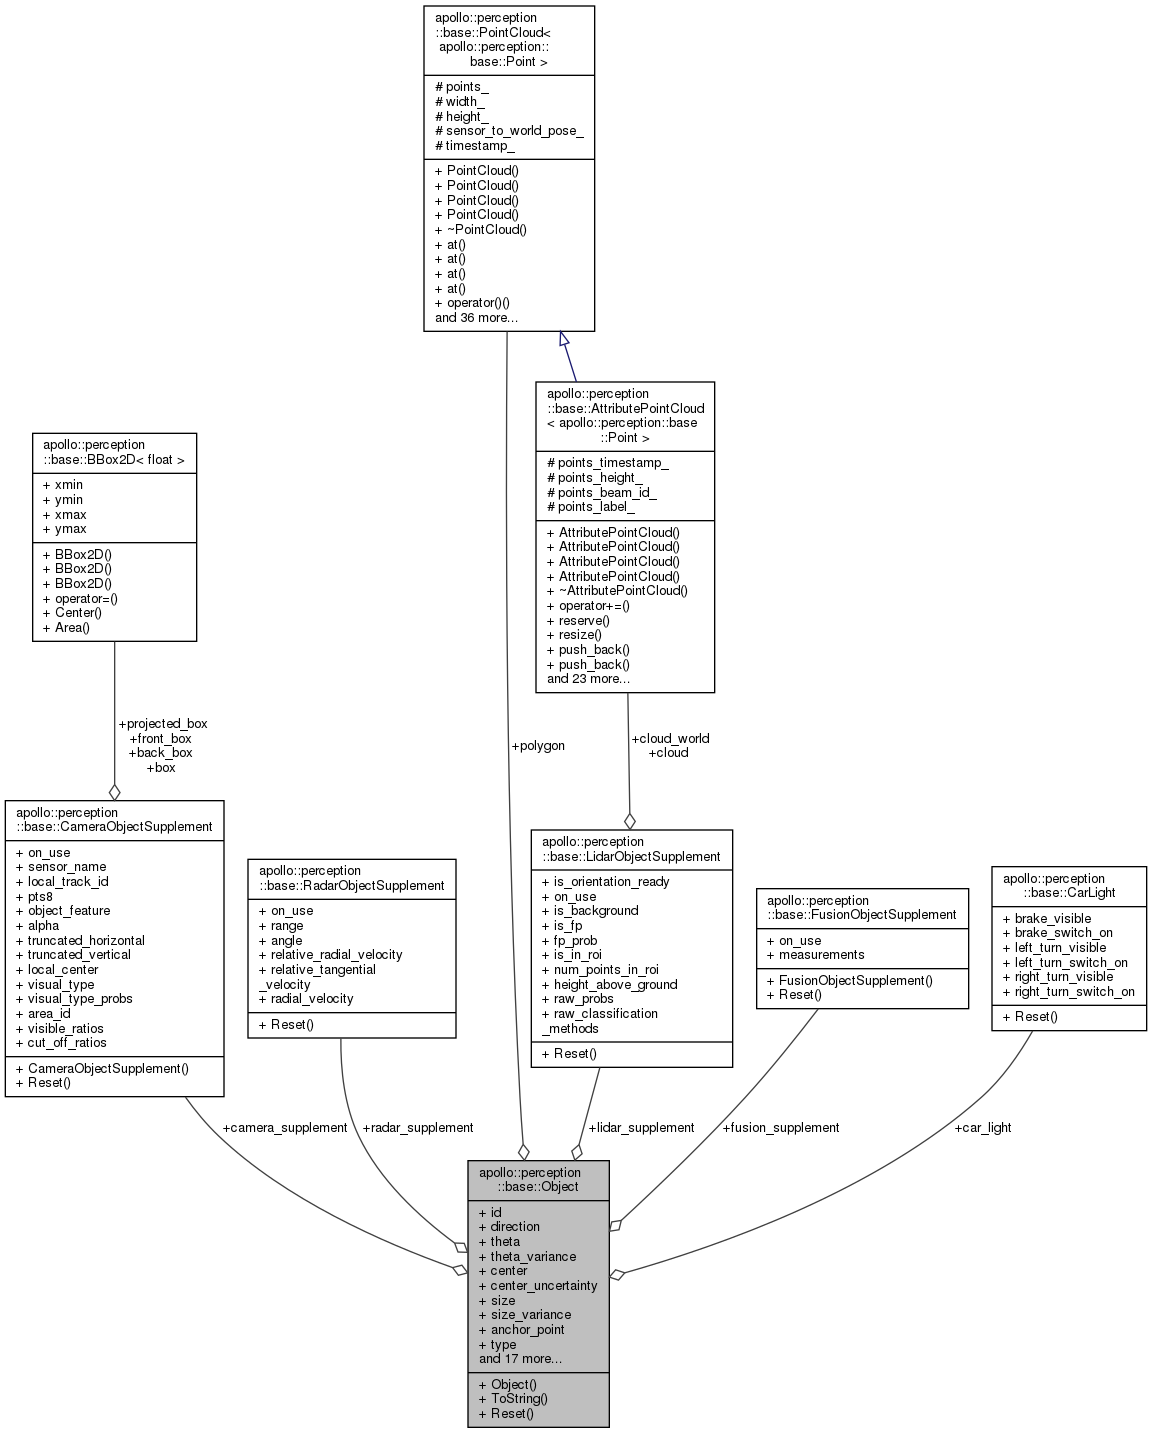 apollo::perception
::base::PointCloud<
apollo::perception::
base::Point >
# points_
# width_
# height_
# sensor_to_world_pose_
# timestamp_
+ PointCloud()
+ PointCloud()
+ PointCloud()
+ PointCloud()
+ ~PointCloud()
+ at()
+ at()
+ at()
+ at()
+ operator()()
and 36 more...
apollo::perception
::base::AttributePointCloud
< apollo::perception::base
::Point >
# points_timestamp_
# points_height_
# points_beam_id_
# points_label_
+ AttributePointCloud()
+ AttributePointCloud()
+ AttributePointCloud()
+ AttributePointCloud()
+ ~AttributePointCloud()
+ operator+=()
+ reserve()
+ resize()
+ push_back()
+ push_back()
and 23 more...
apollo::perception
::base::BBox2D< float >
+ xmin
+ ymin
+ xmax
+ ymax
+ BBox2D()
+ BBox2D()
+ BBox2D()
+ operator=()
+ Center()
+ Area()
+projected_box
+front_box
+back_box
+box
+polygon
+cloud_world
+cloud
apollo::perception
::base::CameraObjectSupplement
+ on_use
+ sensor_name
+ local_track_id
+ pts8
+ object_feature
+ alpha
+ truncated_horizontal
+ truncated_vertical
+ local_center
+ visual_type
+ visual_type_probs
+ area_id
+ visible_ratios
+ cut_off_ratios
+ CameraObjectSupplement()
+ Reset()
apollo::perception
::base::RadarObjectSupplement
+ on_use
+ range
+ angle
+ relative_radial_velocity
+ relative_tangential
_velocity
+ radial_velocity
+ Reset()
apollo::perception
::base::LidarObjectSupplement
+ is_orientation_ready
+ on_use
+ is_background
+ is_fp
+ fp_prob
+ is_in_roi
+ num_points_in_roi
+ height_above_ground
+ raw_probs
+ raw_classification
_methods
+ Reset()
apollo::perception
::base::FusionObjectSupplement
+ on_use
+ measurements
+ FusionObjectSupplement()
+ Reset()
apollo::perception
::base::CarLight
+ brake_visible
+ brake_switch_on
+ left_turn_visible
+ left_turn_switch_on
+ right_turn_visible
+ right_turn_switch_on
+ Reset()
+camera_supplement
+radar_supplement
+lidar_supplement
+fusion_supplement
+car_light
apollo::perception
::base::Object
+ id
+ direction
+ theta
+ theta_variance
+ center
+ center_uncertainty
+ size
+ size_variance
+ anchor_point
+ type
and 17 more...
+ Object()
+ ToString()
+ Reset()